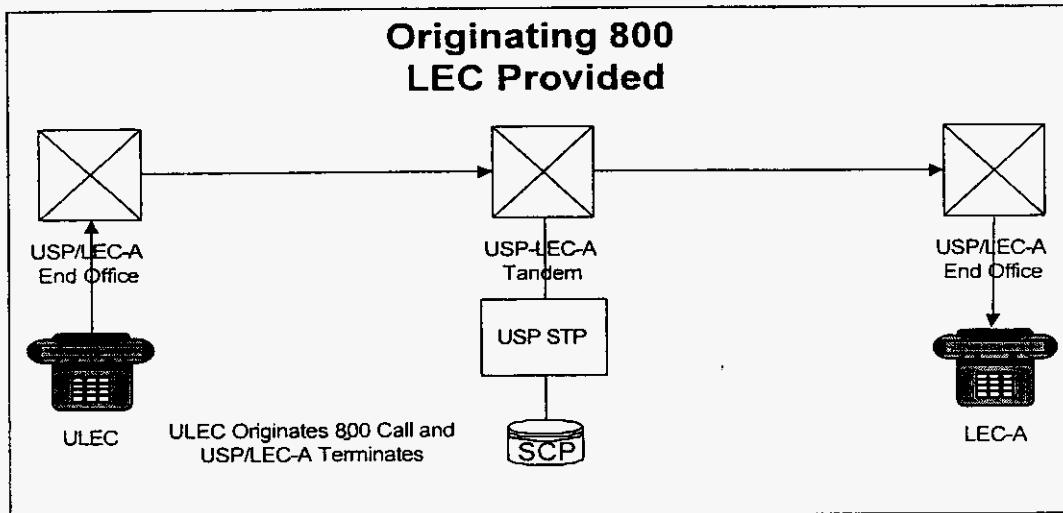 Originating 800
LEC Provided
USP/LEC-A
End Office
USP-LEC-A
Tandem
USP/LEC-A
End Office
USP STP
ULEC
ULEC Originates 800 Call and
USP/LEC-A Terminates
SCP
LEC-A